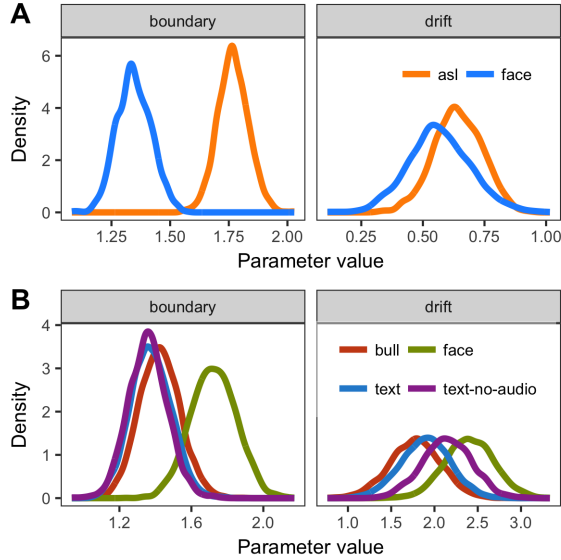 A
boundary
drift
Density
6
4
2
0
asl face
1.25 1.50 1.75 2.00
0.25 0.50 0.75 1.00
Parameter value
B
boundary
drift
Density
4
3
2
1
0
bull face
text text-no-audio
1.2 1.6 2.0
1.0 1.5 2.0 2.5 3.0
Parameter value